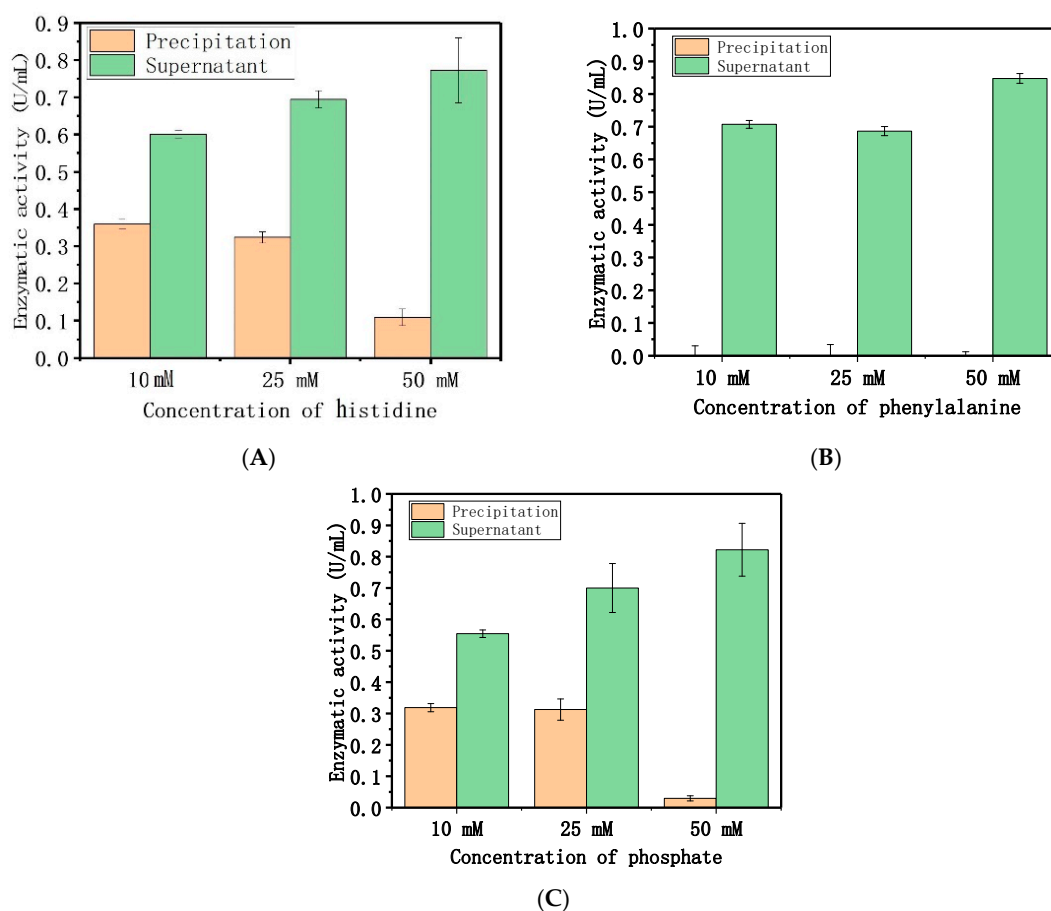 Enzymatic activity (U/mL)
0.9
0.8
0.7
0.6
0.5
0.4
0.3
0.2
0.1
0.0
Precipitation
Supernatant
10 mM
25 mM
50 mM
Concentration of histidine
(A)
Enzymatic activity (U/mL)
1.0
0.9
0.8
0.7
0.6
0.5
0.4
0.3
0.2
0.1
0.0
Precipitation
Supernatant
10 mM
25 mM
50 mM
Concentration of phenylalanine
(B)
Enzymatic activity (U/mL)
1.0
0.9
0.8
0.7
0.6
0.5
0.4
0.3
0.2
0.1
0.0
Precipitation
Supernatant
10 mM
25 mM
50 mM
Concentration of phosphate
(C)